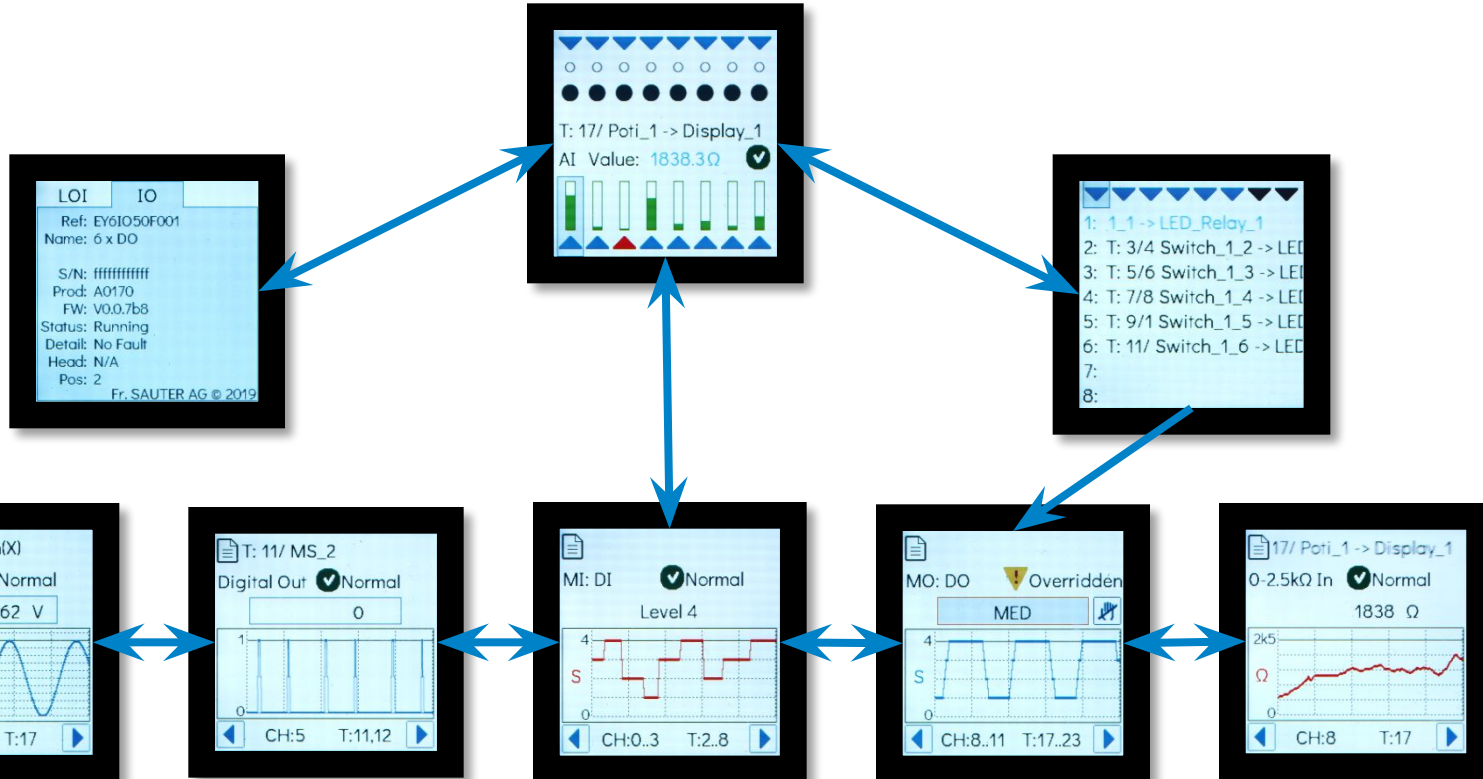 T: 17/ Poti_1 -> Display_1
AI Value: 1838.3Ω
LOI IO
Ref: EY6IO50F001
Name: 6 x DO
S/N: ffffffffffff
Prod: A0170
FW: V0.0.7b8
Status: Running
Detail: No Fault
Head: N/A
Pos: 2
Fr. SAUTER AG © 2019
1: 1_1 -> LED_Relay_1
2: T: 3/4 Switch_1_2 -> LED
3: T: 5/6 Switch_1_3 -> LED
4: T: 7/8 Switch_1_4 -> LED
5: T: 9/1 Switch_1_5 -> LED
6: T: 11/ Switch_1_6 -> LED
7:
8:
(X)
Normal
62 V
T:17
T: 11/ MS_2
Digital Out Normal
0
1
0
CH:5 T:11,12
MI: DI Normal
Level 4
4
S
0
CH:0..3 T:2..8
MO: DO Overridden
MED
4
S
0
CH:8..11 T:17..23
17/ Poti_1 -> Display_1
0-2.5kΩ In Normal
1838 Ω
2k5
Ω
0
CH:8 T:17